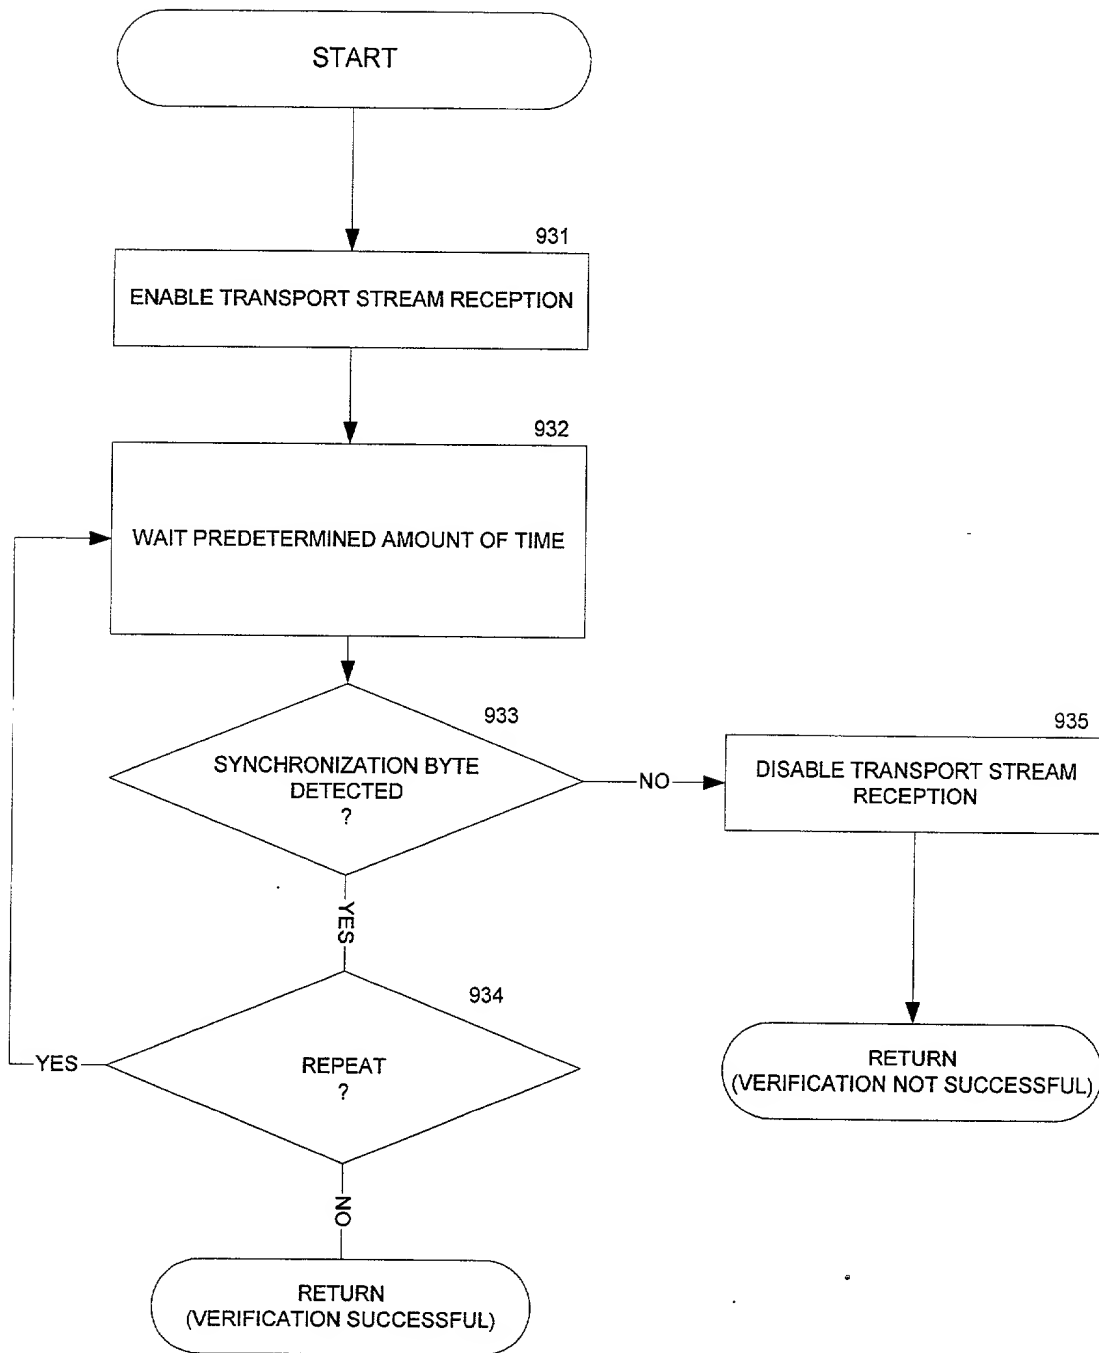 START
931
ENABLE TRANSPORT STREAM RECEPTION
932
WAIT PREDETERMINED AMOUNT OF TIME
933
SYNCHRONIZATION BYTE
DETECTED
?
NO
935
DISABLE TRANSPORT STREAM
RECEPTION
YES
934
REPEAT
?
YES
RETURN
(VERIFICATION NOT SUCCESSFUL)
NO
RETURN
(VERIFICATION SUCCESSFUL)